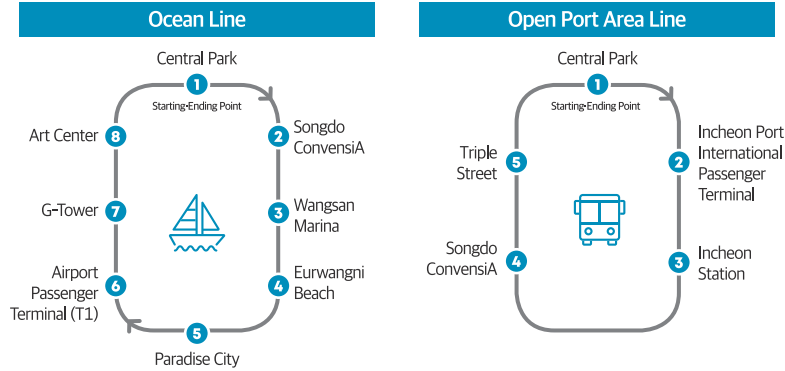 Ocean Line
Central Park
1
Starting•Ending Point
2
Songdo
ConvensiA
3
Wangsan
Marina
4
Eurwangni
Beach
5
Paradise City
6
Airport
Passenger
Terminal (T1)
7
G-Tower
8
Art Center
Open Port Area Line
Central Park
1
Starting•Ending Point
2
Incheon Port
International
Passenger
Terminal
3
Incheon
Station
4
Songdo
ConvensiA
5
Triple
Street